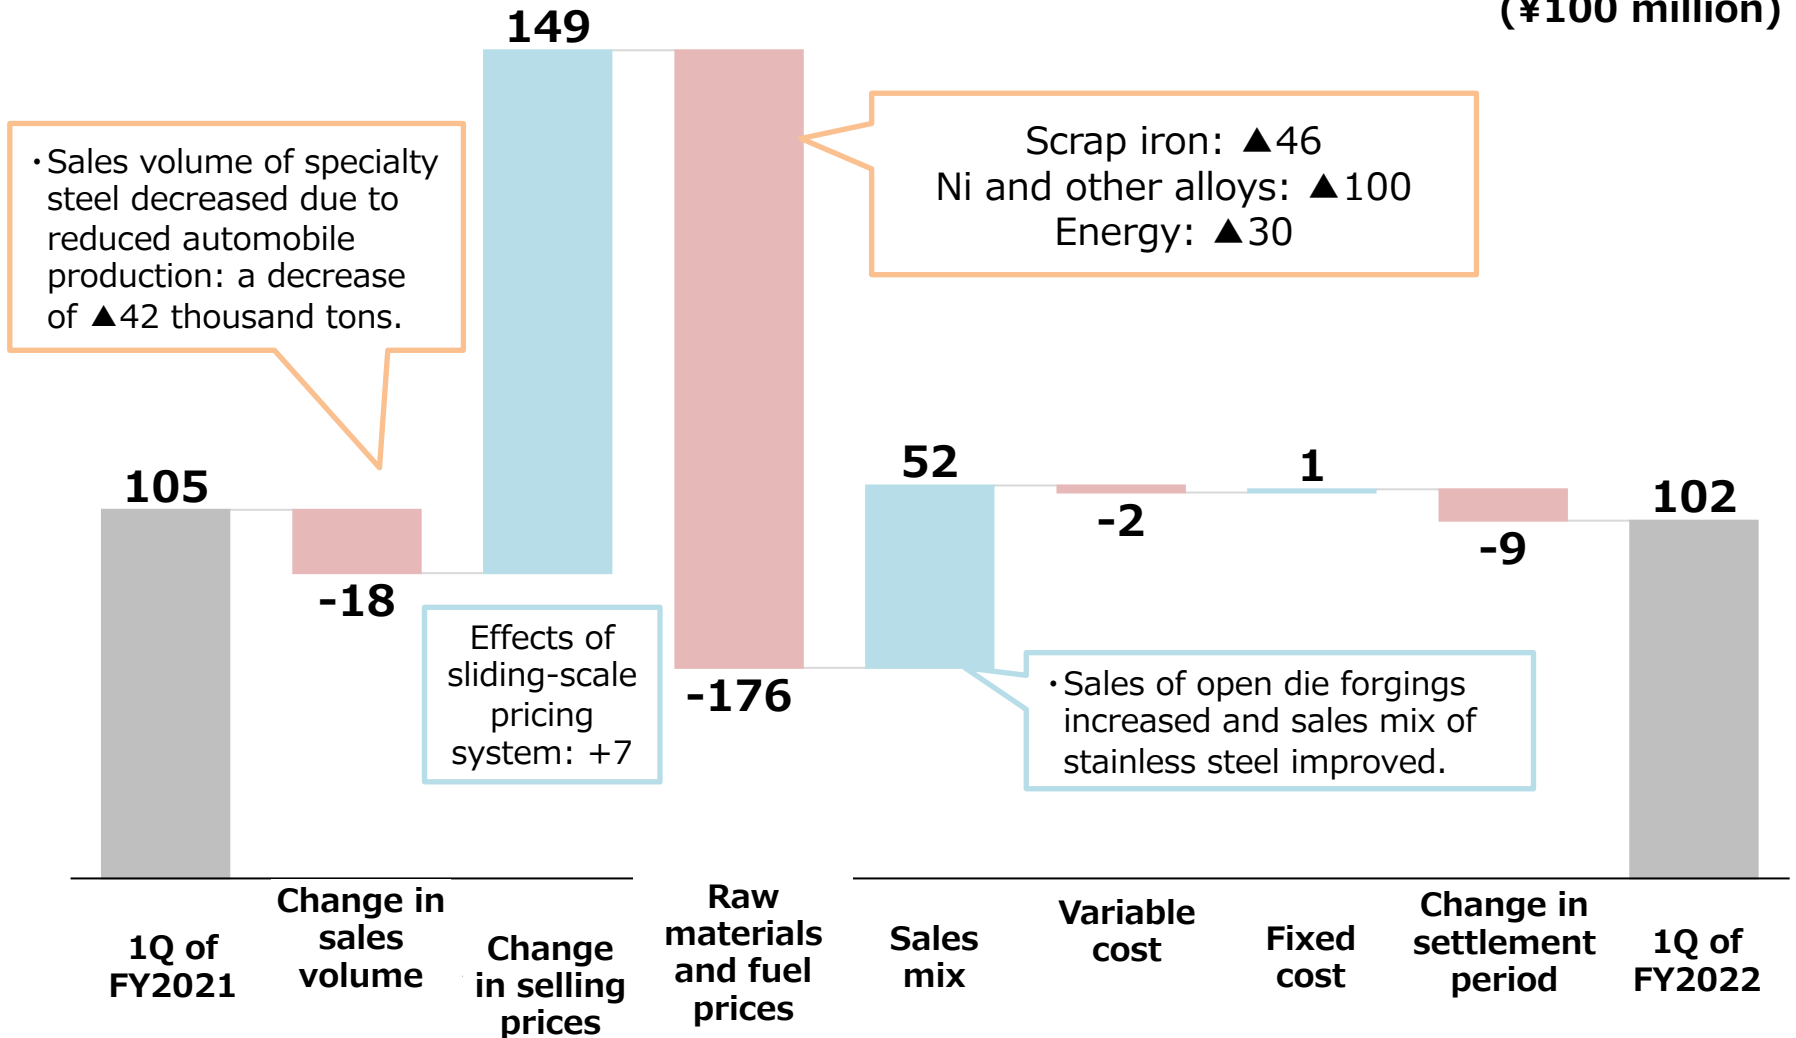 (¥100 million)
149
・Sales volume of specialty
steel decreased due to
reduced automobile
production: a decrease
of ▲42 thousand tons.
Scrap iron: ▲46
Ni and other alloys: ▲100
Energy: ▲30
105
-18
52
-2
1
-9
102
Effects of
sliding-scale
pricing
system: +7
-176
・Sales of open die forgings
increased and sales mix of
stainless steel improved.
1Q of
FY2021
Change in
sales
volume
Change
in selling
prices
Raw
materials
and fuel
prices
Sales
mix
Variable
cost
Fixed
cost
Change in
settlement
period
1Q of
FY2022